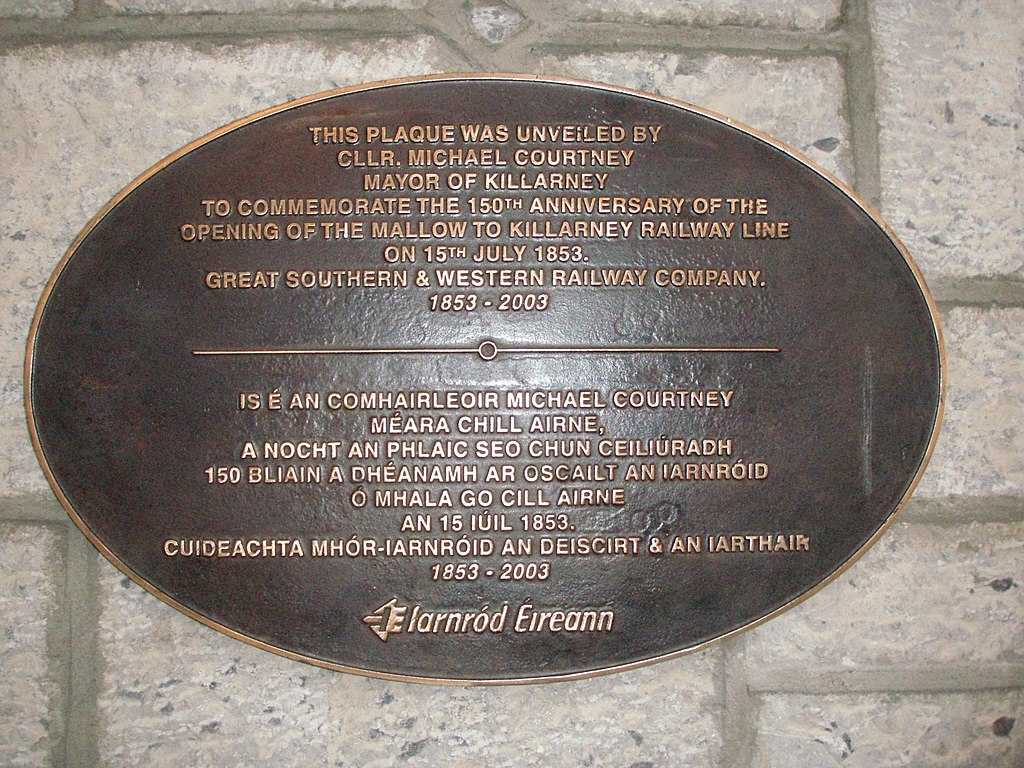 THIS PLAQUE WAS UNVEILED BY
CLLR. MICHAEL COURTNEY
MAYOR OF KILLARNEY
TO COMMEMORATE THE 150TH ANNIVERSARY OF THE
OPENING OF THE MALLOW TO KILLARNEY RAILWAY LINE
ON 15TH JULY 1853.
GREAT SOUTHERN & WESTERN RAILWAY COMPANY.
1853 - 2003
IS É AN COMHAIRLEOIR MICHAEL COURTNEY
MÉARA CHILL AIRNE,
A NOCHT AN PHLAIC SEO CHUN CEILIÚRADH
150 BLIAIN A DHÉANAMH AR OSCAILT AN IARNRÓID
Ó MHALA GO CILL AIRNE
AN 15 IÚIL 1853.
CUIDEACHTA MHÓR-IARNRÓID AN DEISCIRT & AN IARTHAIR
1853 - 2003
Iarnród Éireann